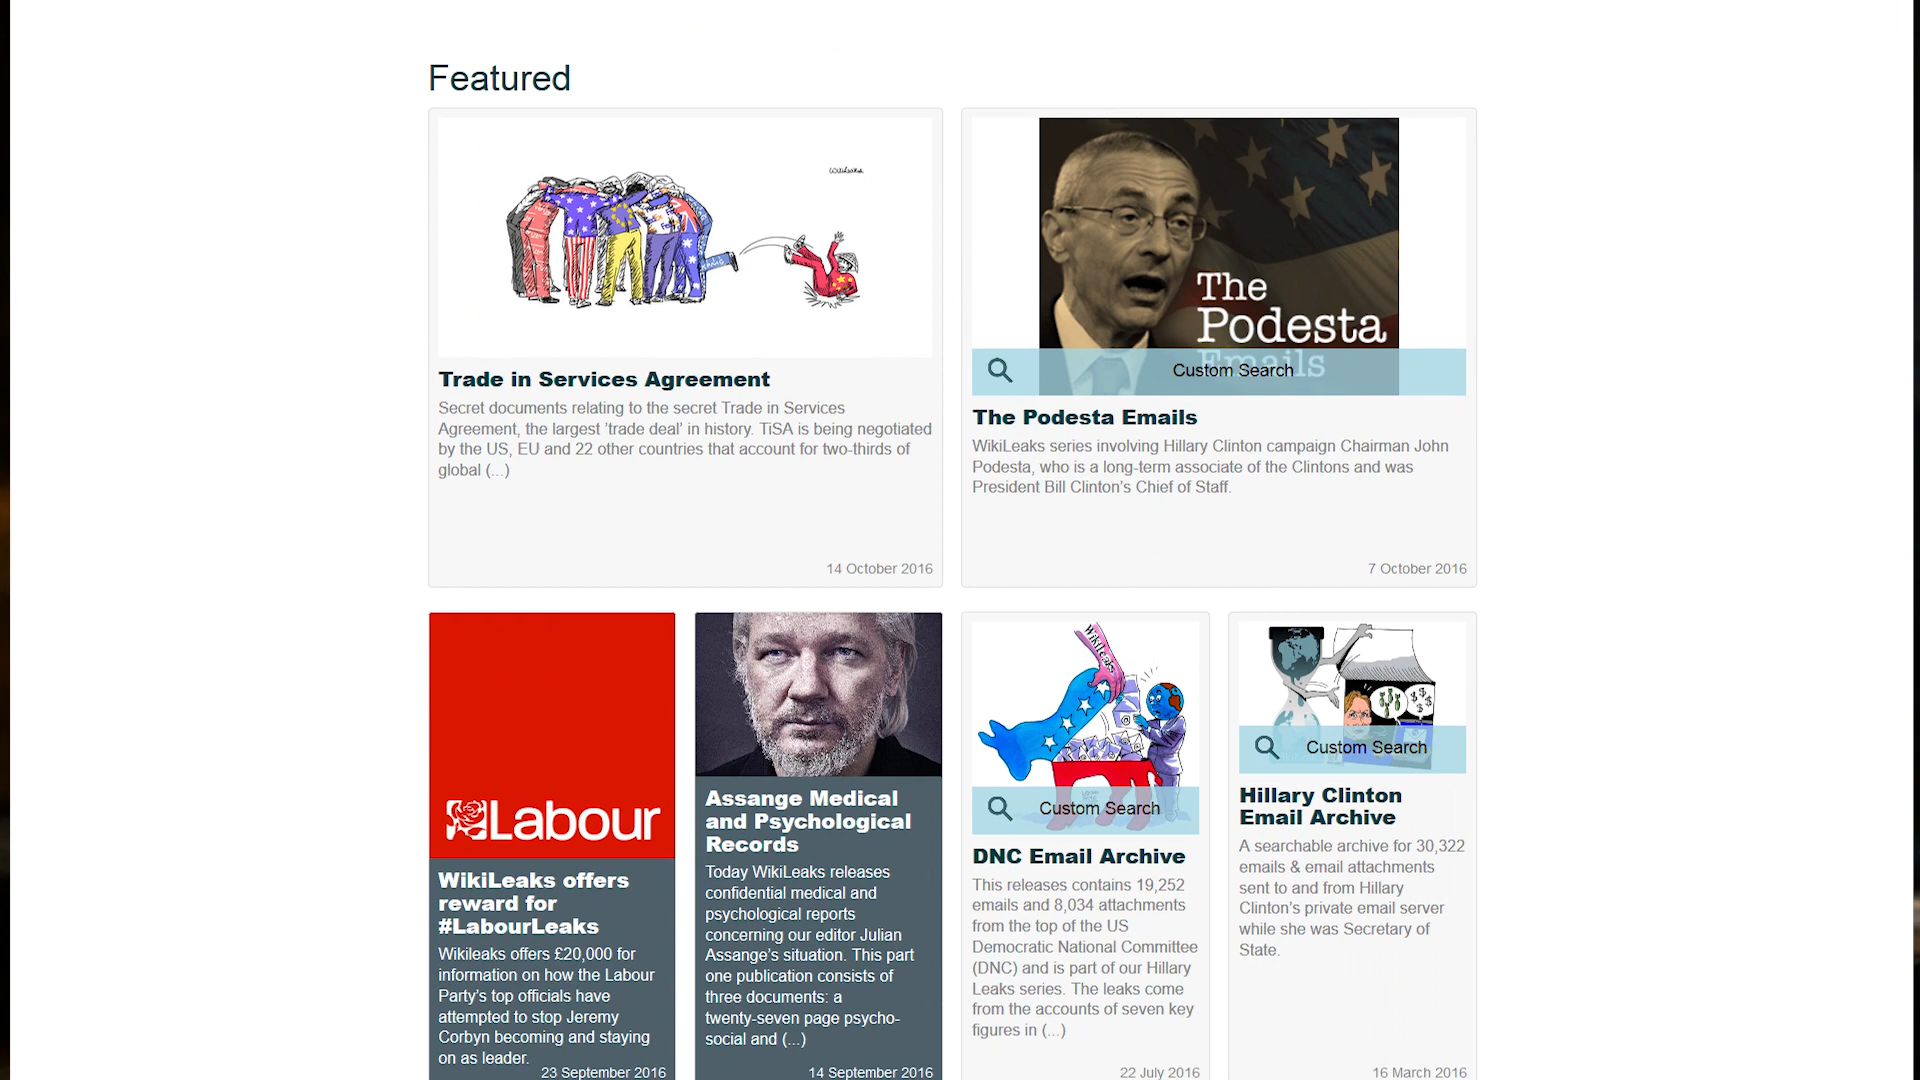 Featured
WikiLeaks
The
Podesta
Emails
Custom Search
Trade in Services Agreement
Secret documents relating to the secret Trade in Services
Agreement, the largest 'trade deal' in history. TiSA is being negotiated
by the US, EU and 22 other countries that account for two-thirds of
global (...)
14 October 2016
The Podesta Emails
WikiLeaks series involving Hillary Clinton campaign Chairman John
Podesta, who is a long-term associate of the Clintons and was
President Bill Clinton's Chief of Staff.
7 October 2016
Labour
WikiLeaks offers
reward for
#LabourLeaks
Wikileaks offers £20,000 for
information on how the Labour
Party's top officials have
attempted to stop Jeremy
Corbyn becoming and staying
on as leader.
23 September 2016
Assange Medical
and Psychological
Records
Today WikiLeaks releases
confidential medical and
psychological reports
concerning our editor Julian
Assange's situation. This part
one publication consists of
three documents: a
twenty-seven page psycho-
social and (...)
14 September 2016
WikiLeaks
Custom Search
DNC Email Archive
This releases contains 19,252
emails and 8,034 attachments
from the top of the US
Democratic National Committee
(DNC) and is part of our Hillary
Leaks series. The leaks come
from the accounts of seven key
figures in (...)
22 July 2016
Custom Search
Hillary Clinton
Email Archive
A searchable archive for 30,322
emails & email attachments
sent to and from Hillary
Clinton's private email server
while she was Secretary of
State.
16 March 2016